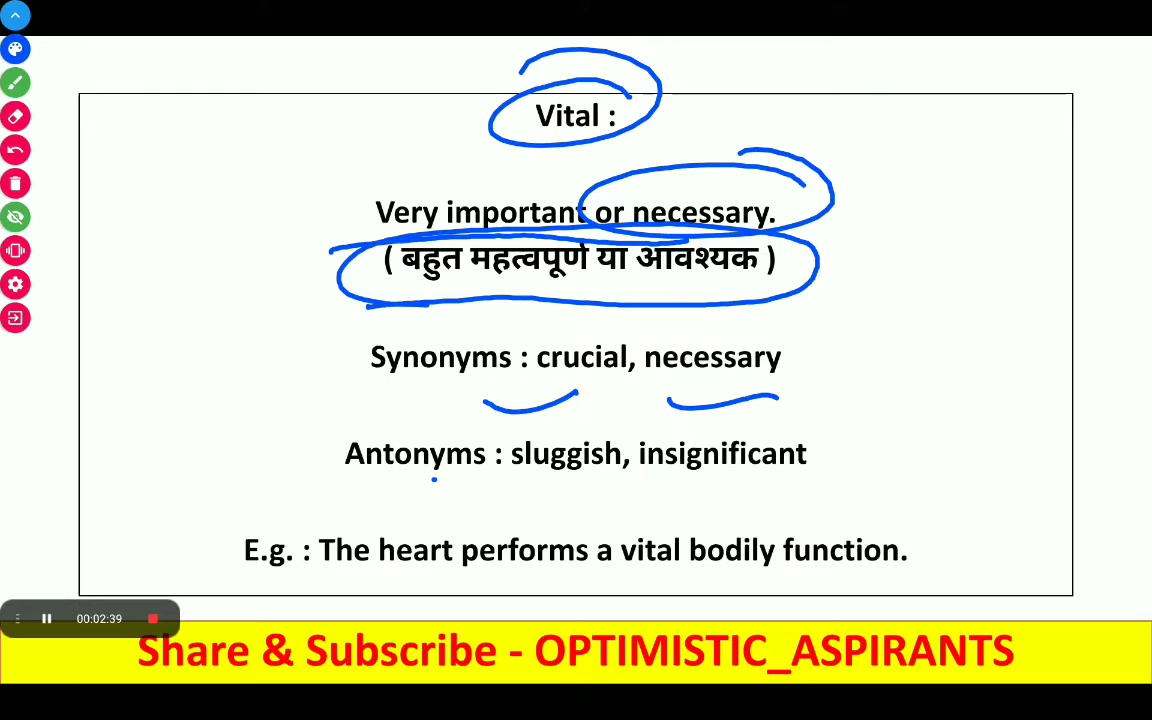 Vital :
Very important or necessary.
( बहुत महत्वपूर्ण या आवश्यक )
Synonyms : crucial, necessary
Antonyms : sluggish, insignificant
E.g. : The heart performs a vital bodily function.
00:02:39
Share & Subscribe - OPTIMISTIC_ASPIRANTS